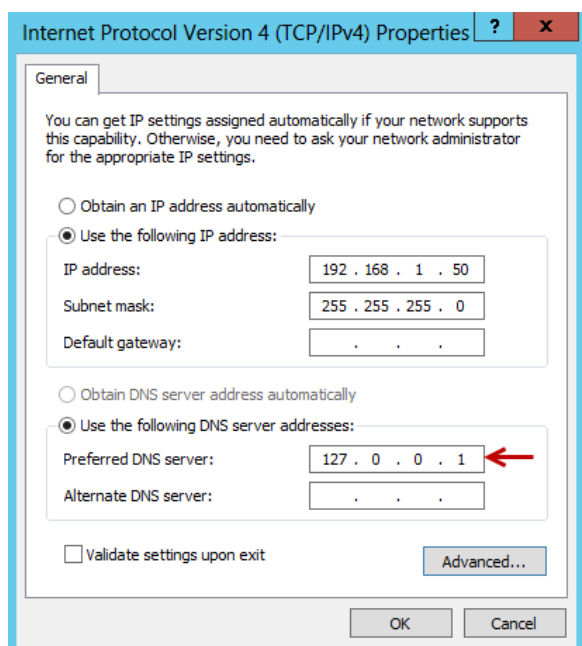 Internet Protocol Version 4 (TCP/IPv4) Properties ? x
General
You can get IP settings assigned automatically if your network supports
this capability. Otherwise, you need to ask your network administrator
for the appropriate IP settings.
Obtain an IP address automatically
Use the following IP address:
IP address: 192 . 168 . 1 . 50
Subnet mask: 255 . 255 . 255 . 0
Default gateway: . . .
Obtain DNS server address automatically
Use the following DNS server addresses:
Preferred DNS server: 127 . 0 . 0 . 1
Alternate DNS server: . . .
Validate settings upon exit
Advanced...
OK Cancel